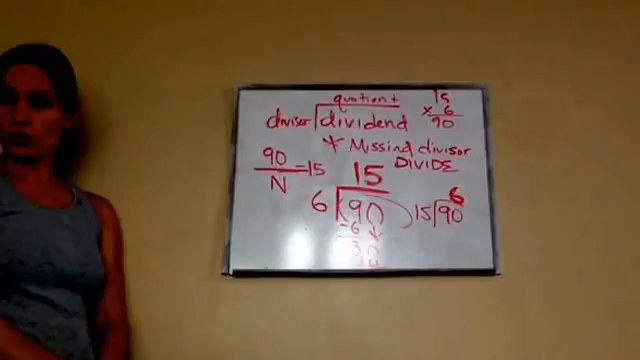 quotient
divisor dividend
15
x 6
90
* Missing divisor
DIVIDE
90
N
=15
15
6 90
-6
30
30
6
15 90